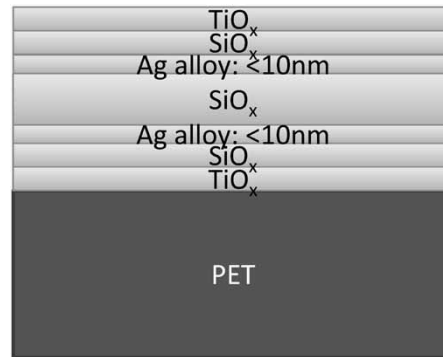 TiOₓ
SiOₓ
Ag alloy: <10nm
SiOₓ
Ag alloy: <10nm
SiOₓ
TiOₓ
PET